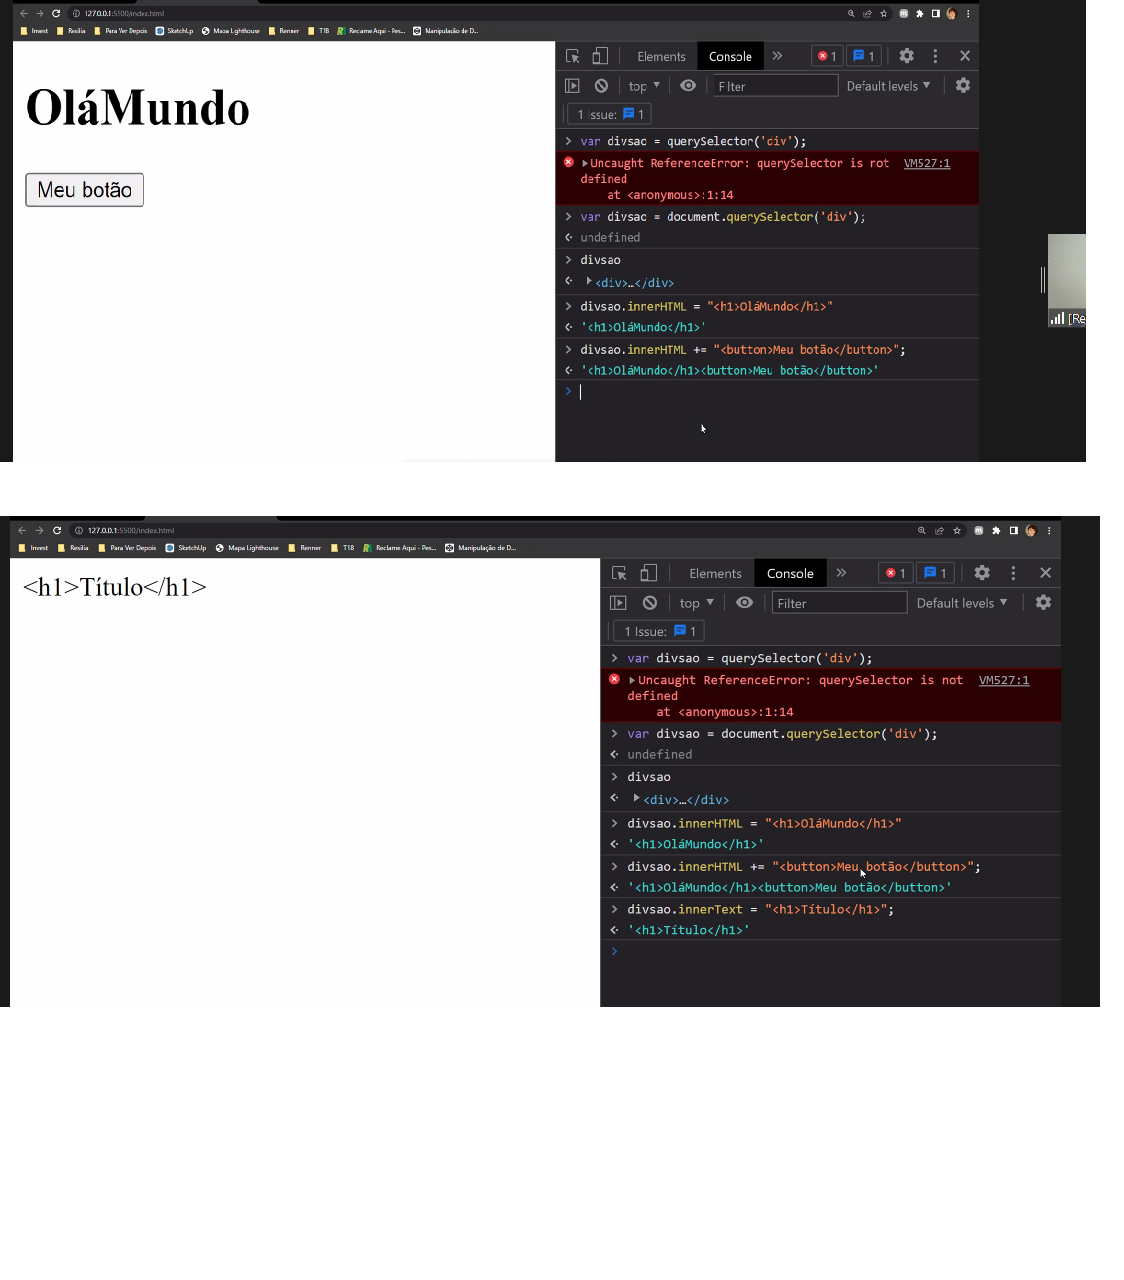 127.0.0.1:5500/index.html
Invest Resilia Para Ver Depois SketchUp Mapa Lighthouse Renner T18 Reclame Aqui - Pes... Manipulação de D...
OláMundo
Meu botão
Elements Console 1 1
top Filter Default levels
1 Issue: 1
var divsao = querySelector('div');
Uncaught ReferenceError: querySelector is not VM527:1
defined
at <anonymous>:1:14
var divsao = document.querySelector('div');
undefined
divsao
<div>…</div>
divsao.innerHTML = "<h1>OláMundo</h1>"
'<h1>OláMundo</h1>'
divsao.innerHTML += "<button>Meu botão</button>";
'<h1>OláMundo</h1><button>Meu botão</button>'
[Re
127.0.0.1:5500/index.html
Invest Resilia Para Ver Depois SketchUp Mapa Lighthouse Renner T18 Reclame Aqui - Pes... Manipulação de D...
<h1>Título</h1>
Elements Console 1 1
top Filter Default levels
1 Issue: 1
var divsao = querySelector('div');
Uncaught ReferenceError: querySelector is not VM527:1
defined
at <anonymous>:1:14
var divsao = document.querySelector('div');
undefined
divsao
<div>…</div>
divsao.innerHTML = "<h1>OláMundo</h1>"
'<h1>OláMundo</h1>'
divsao.innerHTML += "<button>Meu botão</button>";
'<h1>OláMundo</h1><button>Meu botão</button>'
divsao.innerText = "<h1>Título</h1>";
'<h1>Título</h1>'